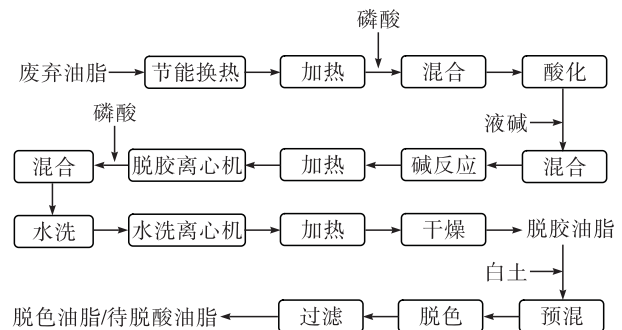 磷酸
废弃油脂
节能换热
加热
混合
酸化
液碱
磷酸
混合
脱胶离心机
加热
碱反应
混合
水洗
水洗离心机
加热
干燥
脱胶油脂
白土
脱色油脂/待脱酸油脂
过滤
脱色
预混